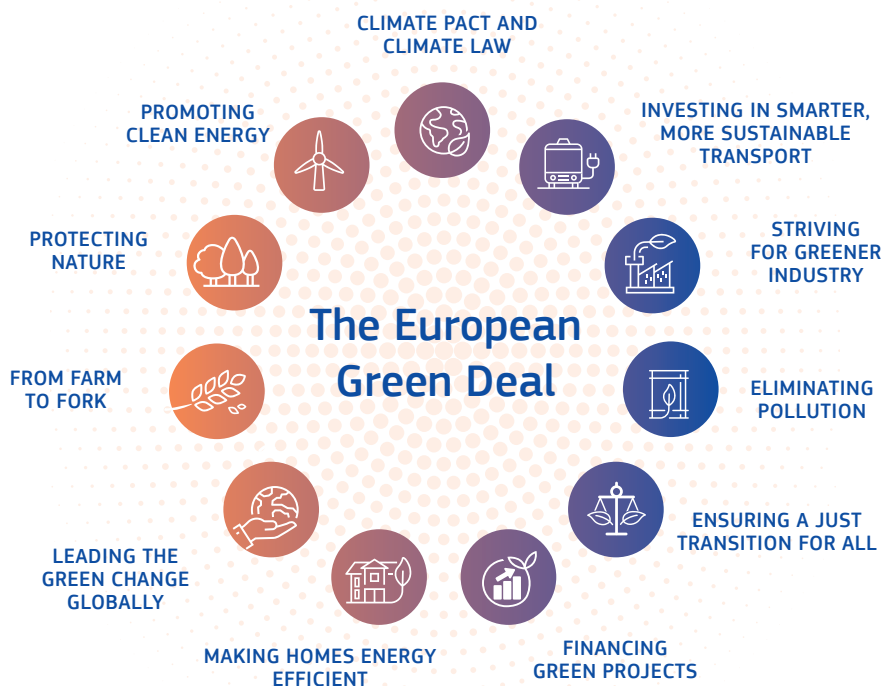 CLIMATE PACT AND
CLIMATE LAW
INVESTING IN SMARTER,
MORE SUSTAINABLE
TRANSPORT
STRIVING
FOR GREENER
INDUSTRY
ELIMINATING
POLLUTION
ENSURING A JUST
TRANSITION FOR ALL
FINANCING
GREEN PROJECTS
MAKING HOMES ENERGY
EFFICIENT
LEADING THE
GREEN CHANGE
GLOBALLY
FROM FARM
TO FORK
PROTECTING
NATURE
PROMOTING
CLEAN ENERGY
The European
Green Deal